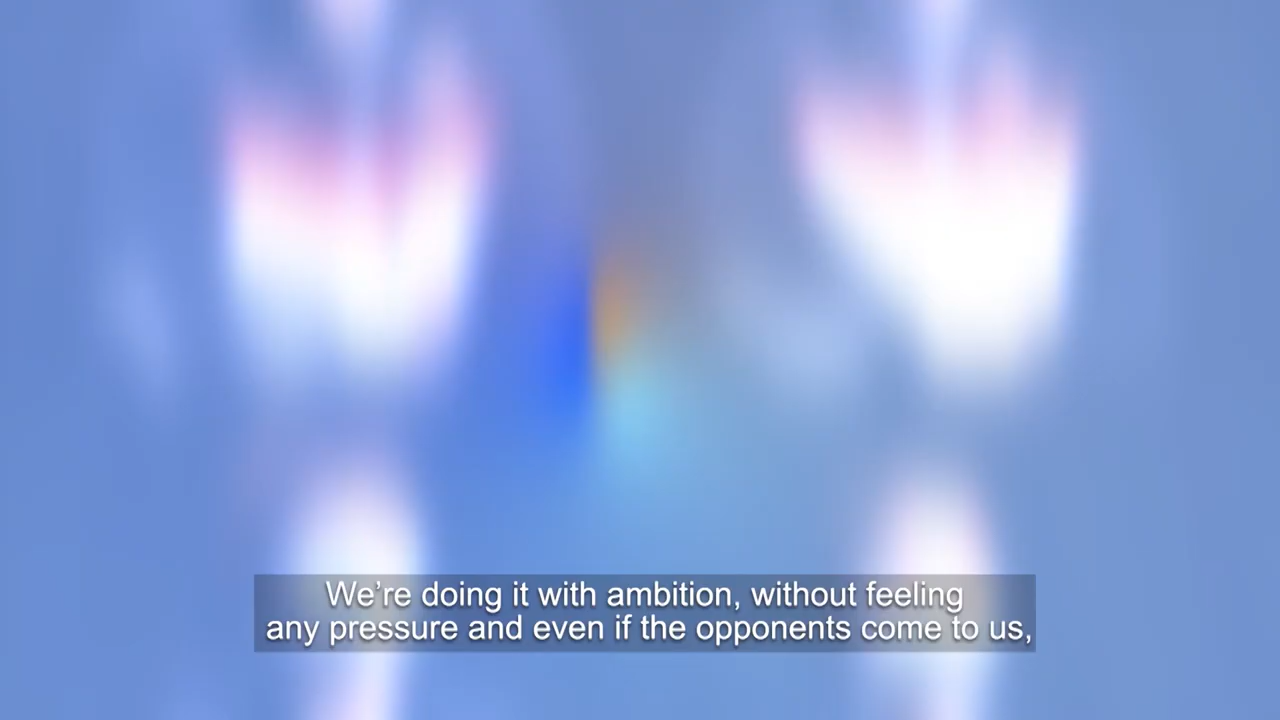 We’re doing it with ambition, without feeling
any pressure and even if the opponents come to us,